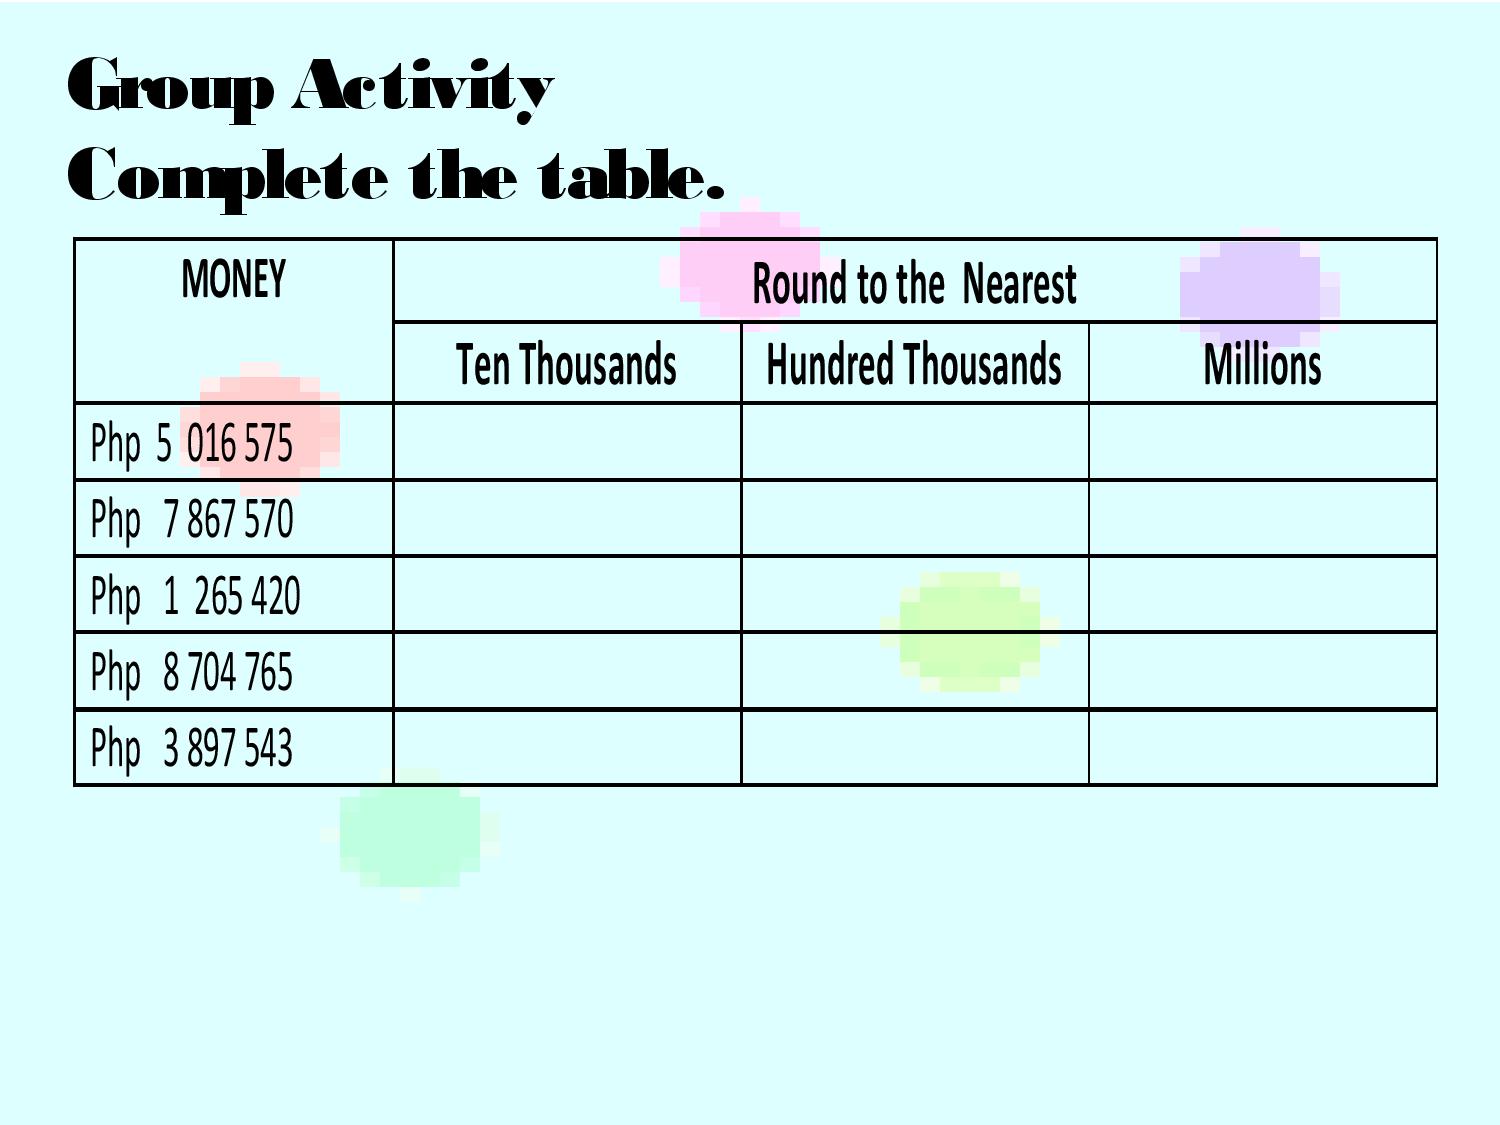 Group Activity
Complete the table.
MONEY
Round to the Nearest
Ten Thousands
Hundred Thousands
Millions
Php 5 016 575
Php 7 867 570
Php 1 265 420
Php 8 704 765
Php 3 897 543